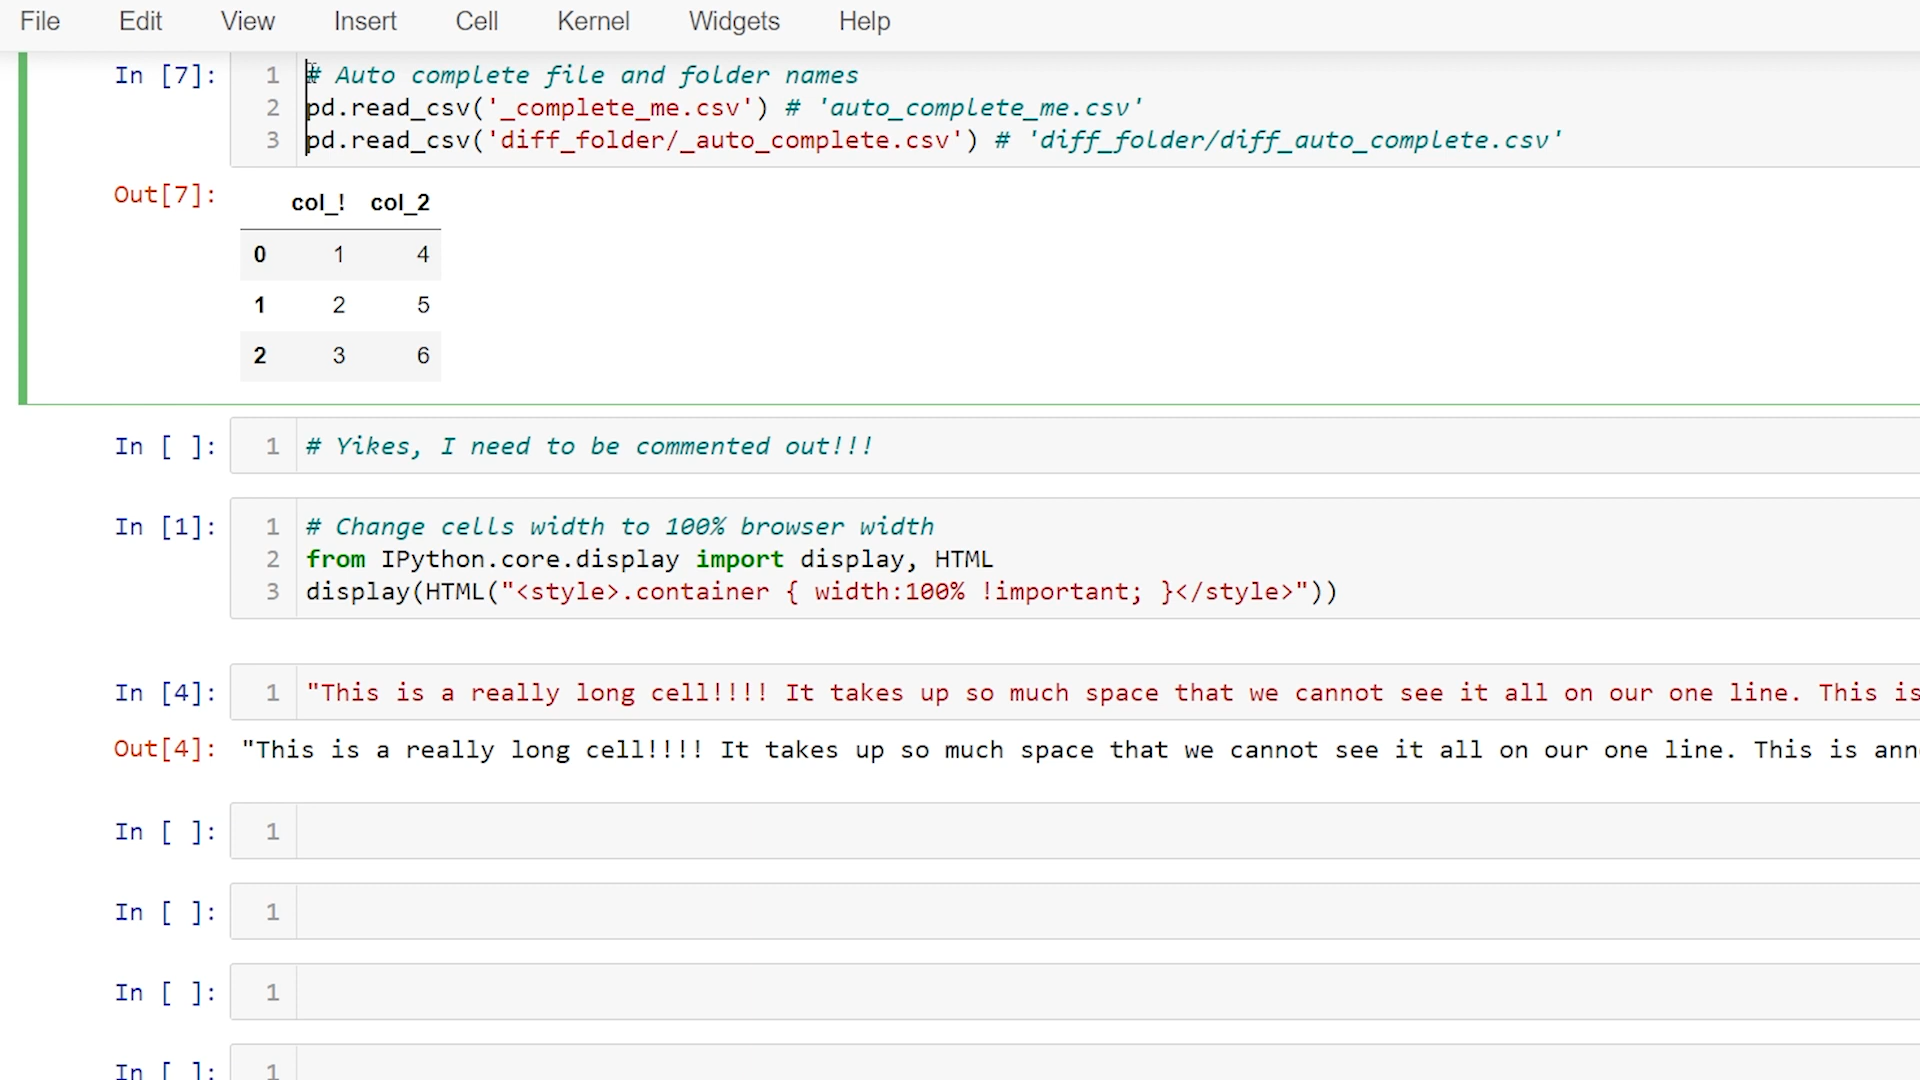 File Edit View Insert Cell Kernel Widgets Help
In [7]: 1 # Auto complete file and folder names
2 pd.read_csv('_complete_me.csv') # 'auto_complete_me.csv'
3 pd.read_csv('diff_folder/_auto_complete.csv') # 'diff_folder/diff_auto_complete.csv'
Out[7]:
col_! col_2
0 1 4
1 2 5
2 3 6
In [ ]: 1 # Yikes, I need to be commented out!!!
In [1]: 1 # Change cells width to 100% browser width
2 from IPython.core.display import display, HTML
3 display(HTML("<style>.container { width:100% !important; }</style>"))
In [4]: 1 "This is a really long cell!!!! It takes up so much space that we cannot see it all on our one line. This is
Out[4]: "This is a really long cell!!!! It takes up so much space that we cannot see it all on our one line. This is ann
In [ ]: 1
In [ ]: 1
In [ ]: 1
In [ ]: 1